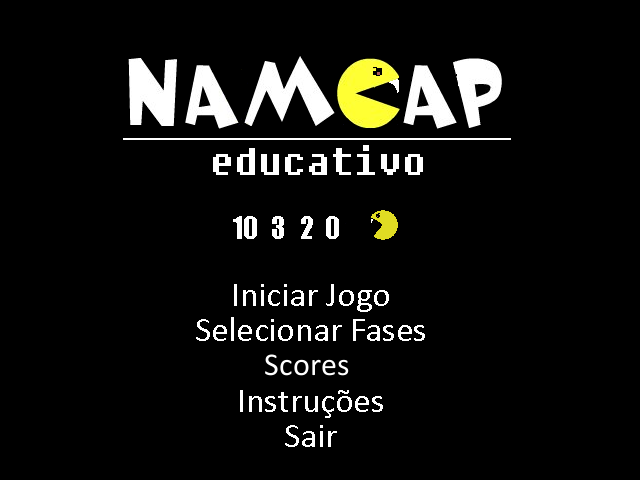 NAMCAP
educativo
10 3 2 0
Iniciar Jogo
Selecionar Fases
Scores
Instruções
Sair